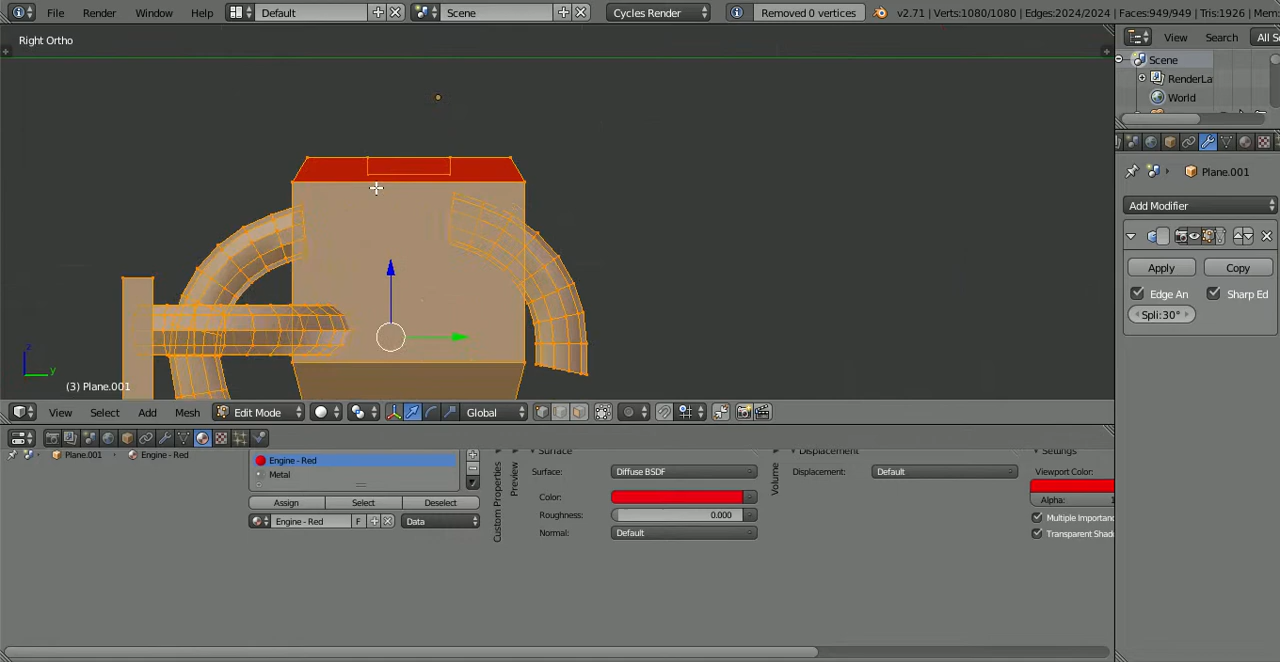 File Render Window Help Default Scene Cycles Render Removed 0 vertices v2.71 | Verts:1080/1080 | Edges:2024/2024 | Faces:949/949 | Tris:1926 | Mem:
Right Ortho
View Search All S
Scene
RenderLa
World
Plane.001
Add Modifier
Apply Copy
Edge An Sharp Ed
Spli:30°
z
y
(3) Plane.001
View Select Add Mesh Edit Mode Global
Plane.001 Engine - Red
Engine - Red
Metal
Assign Select Deselect
Engine - Red F Data
Custom Properties
Preview
Surface
Surface: Diffuse BSDF
Color:
Roughness: 0.000
Normal: Default
Volume
Displacement
Displacement: Default
Settings
Viewport Color:
Alpha: 1
Multiple Importanc
Transparent Shad